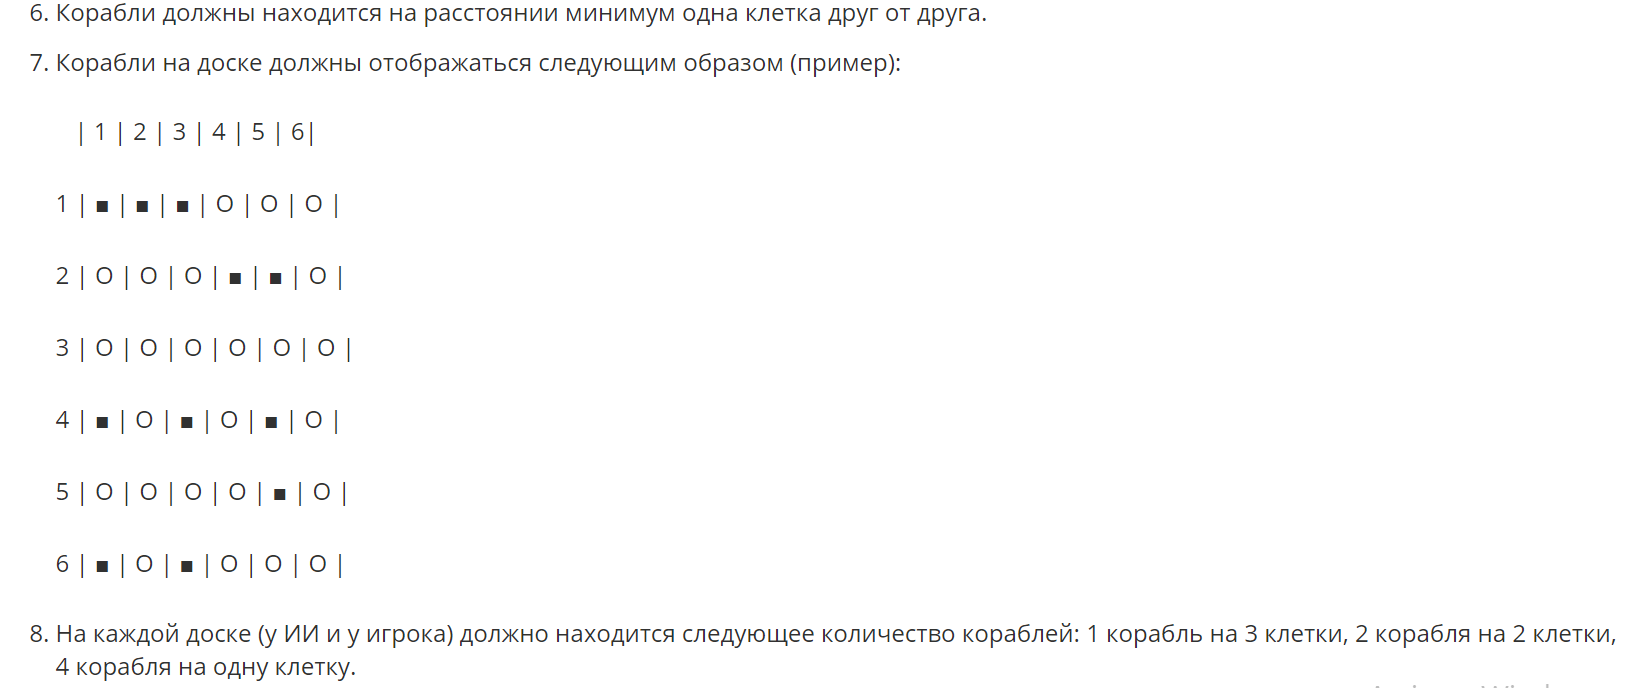 6. Корабли должны находится на расстоянии минимум одна клетка друг от друга.
7. Корабли на доске должны отображаться следующим образом (пример):
| 1 | 2 | 3 | 4 | 5 | 6|
1 | ■ | ■ | ■ | О | О | О |
2 | О | О | О | ■ | ■ | О |
3 | О | О | О | О | О | О |
4 | ■ | О | ■ | О | ■ | О |
5 | О | О | О | О | ■ | О |
6 | ■ | О | ■ | О | О | О |
8. На каждой доске (у ИИ и у игрока) должно находится следующее количество кораблей: 1 корабль на 3 клетки, 2 корабля на 2 клетки,
4 корабля на одну клетку.